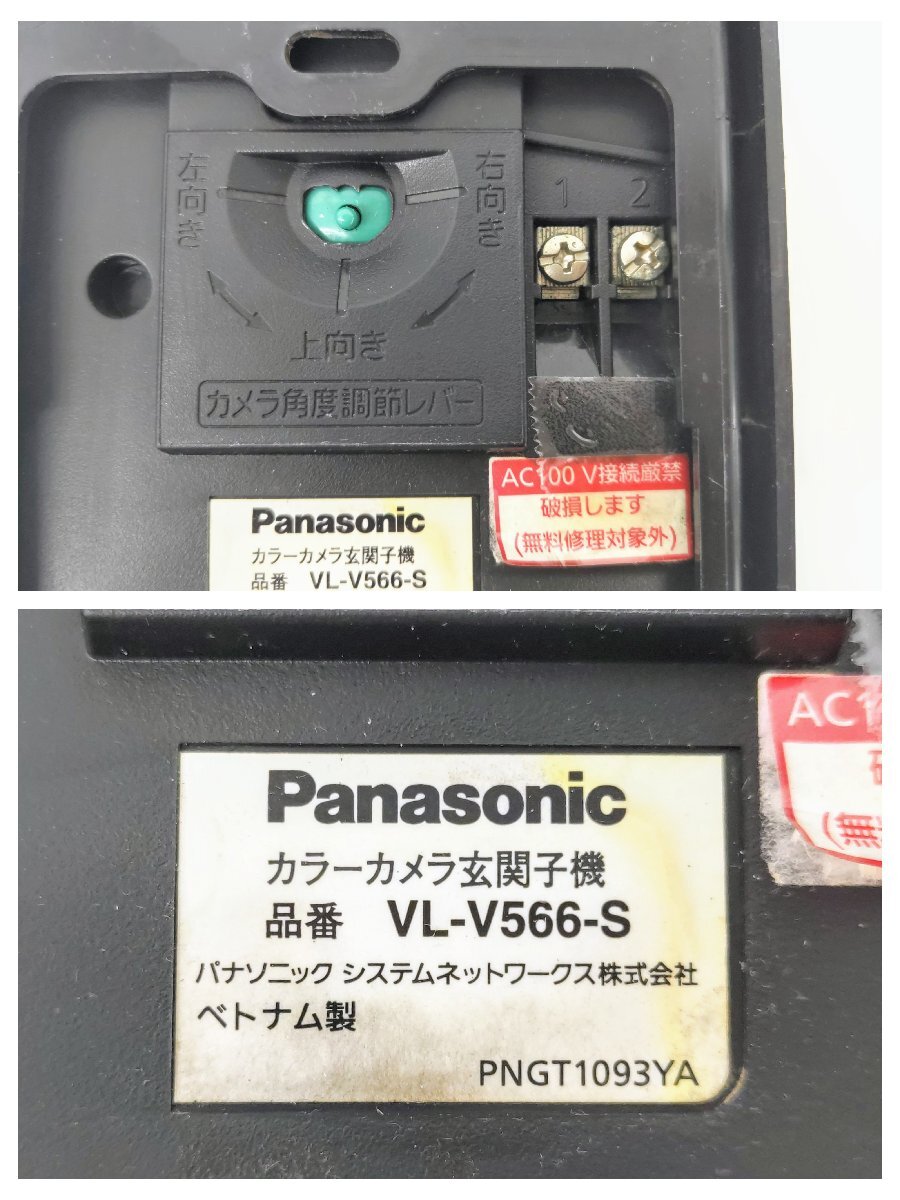 左向き
右向き
1 2
上向き
カメラ角度調節レバー
AC100 V接続厳禁
破損します
(無料修理対象外)
Panasonic
カラーカメラ玄関子機
品番 VL-V566-S
AC1
(無
Panasonic
カラーカメラ玄関子機
品番 VL-V566-S
パナソニック システムネットワークス株式会社
ベトナム製
PNGT1093YA